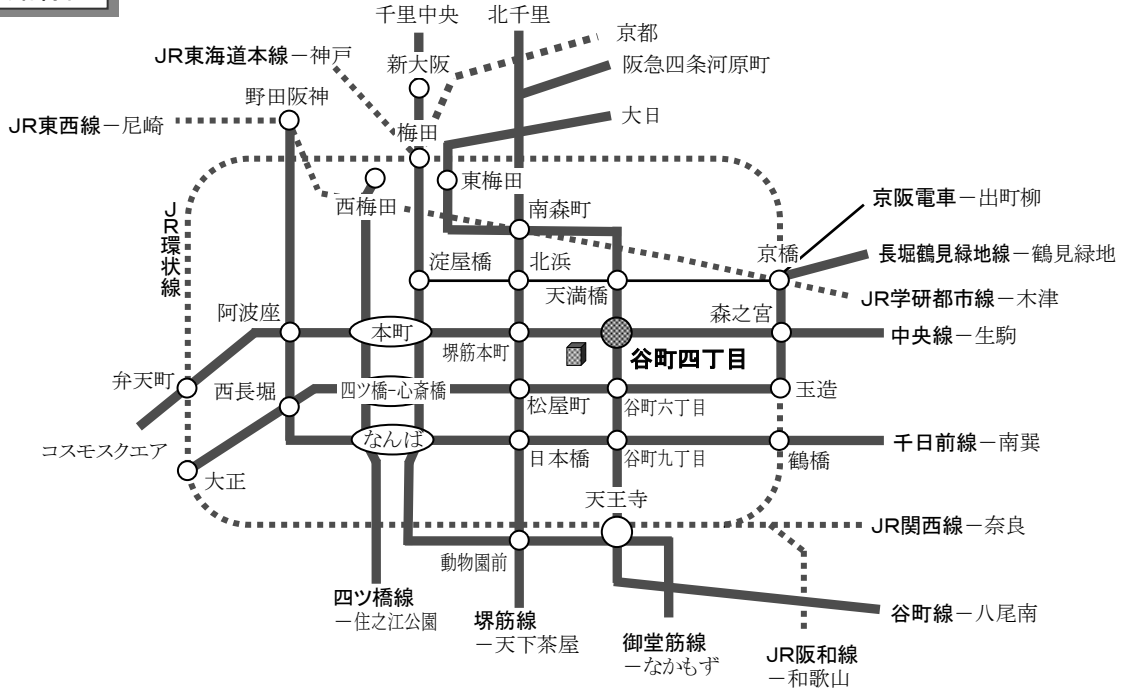 千里中央
北千里
京都
JR東海道本線－神戸
新大阪
阪急四条河原町
野田阪神
大日
JR東西線－尼崎
梅田
東梅田
西梅田
南森町
京阪電車－出町柳
JR環状線
淀屋橋
北浜
京橋
長堀鶴見緑地線－鶴見緑地
天満橋
JR学研都市線－木津
阿波座
本町
堺筋本町
森之宮
中央線－生駒
谷町四丁目
弁天町
西長堀
四ツ橋－心斎橋
松屋町
谷町六丁目
玉造
コスモスクエア
なんば
日本橋
谷町九丁目
鶴橋
千日前線－南巽
大正
天王寺
JR関西線－奈良
動物園前
四ツ橋線
－住之江公園
堺筋線
－天下茶屋
御堂筋線
－なかもず
谷町線－八尾南
JR阪和線
－和歌山